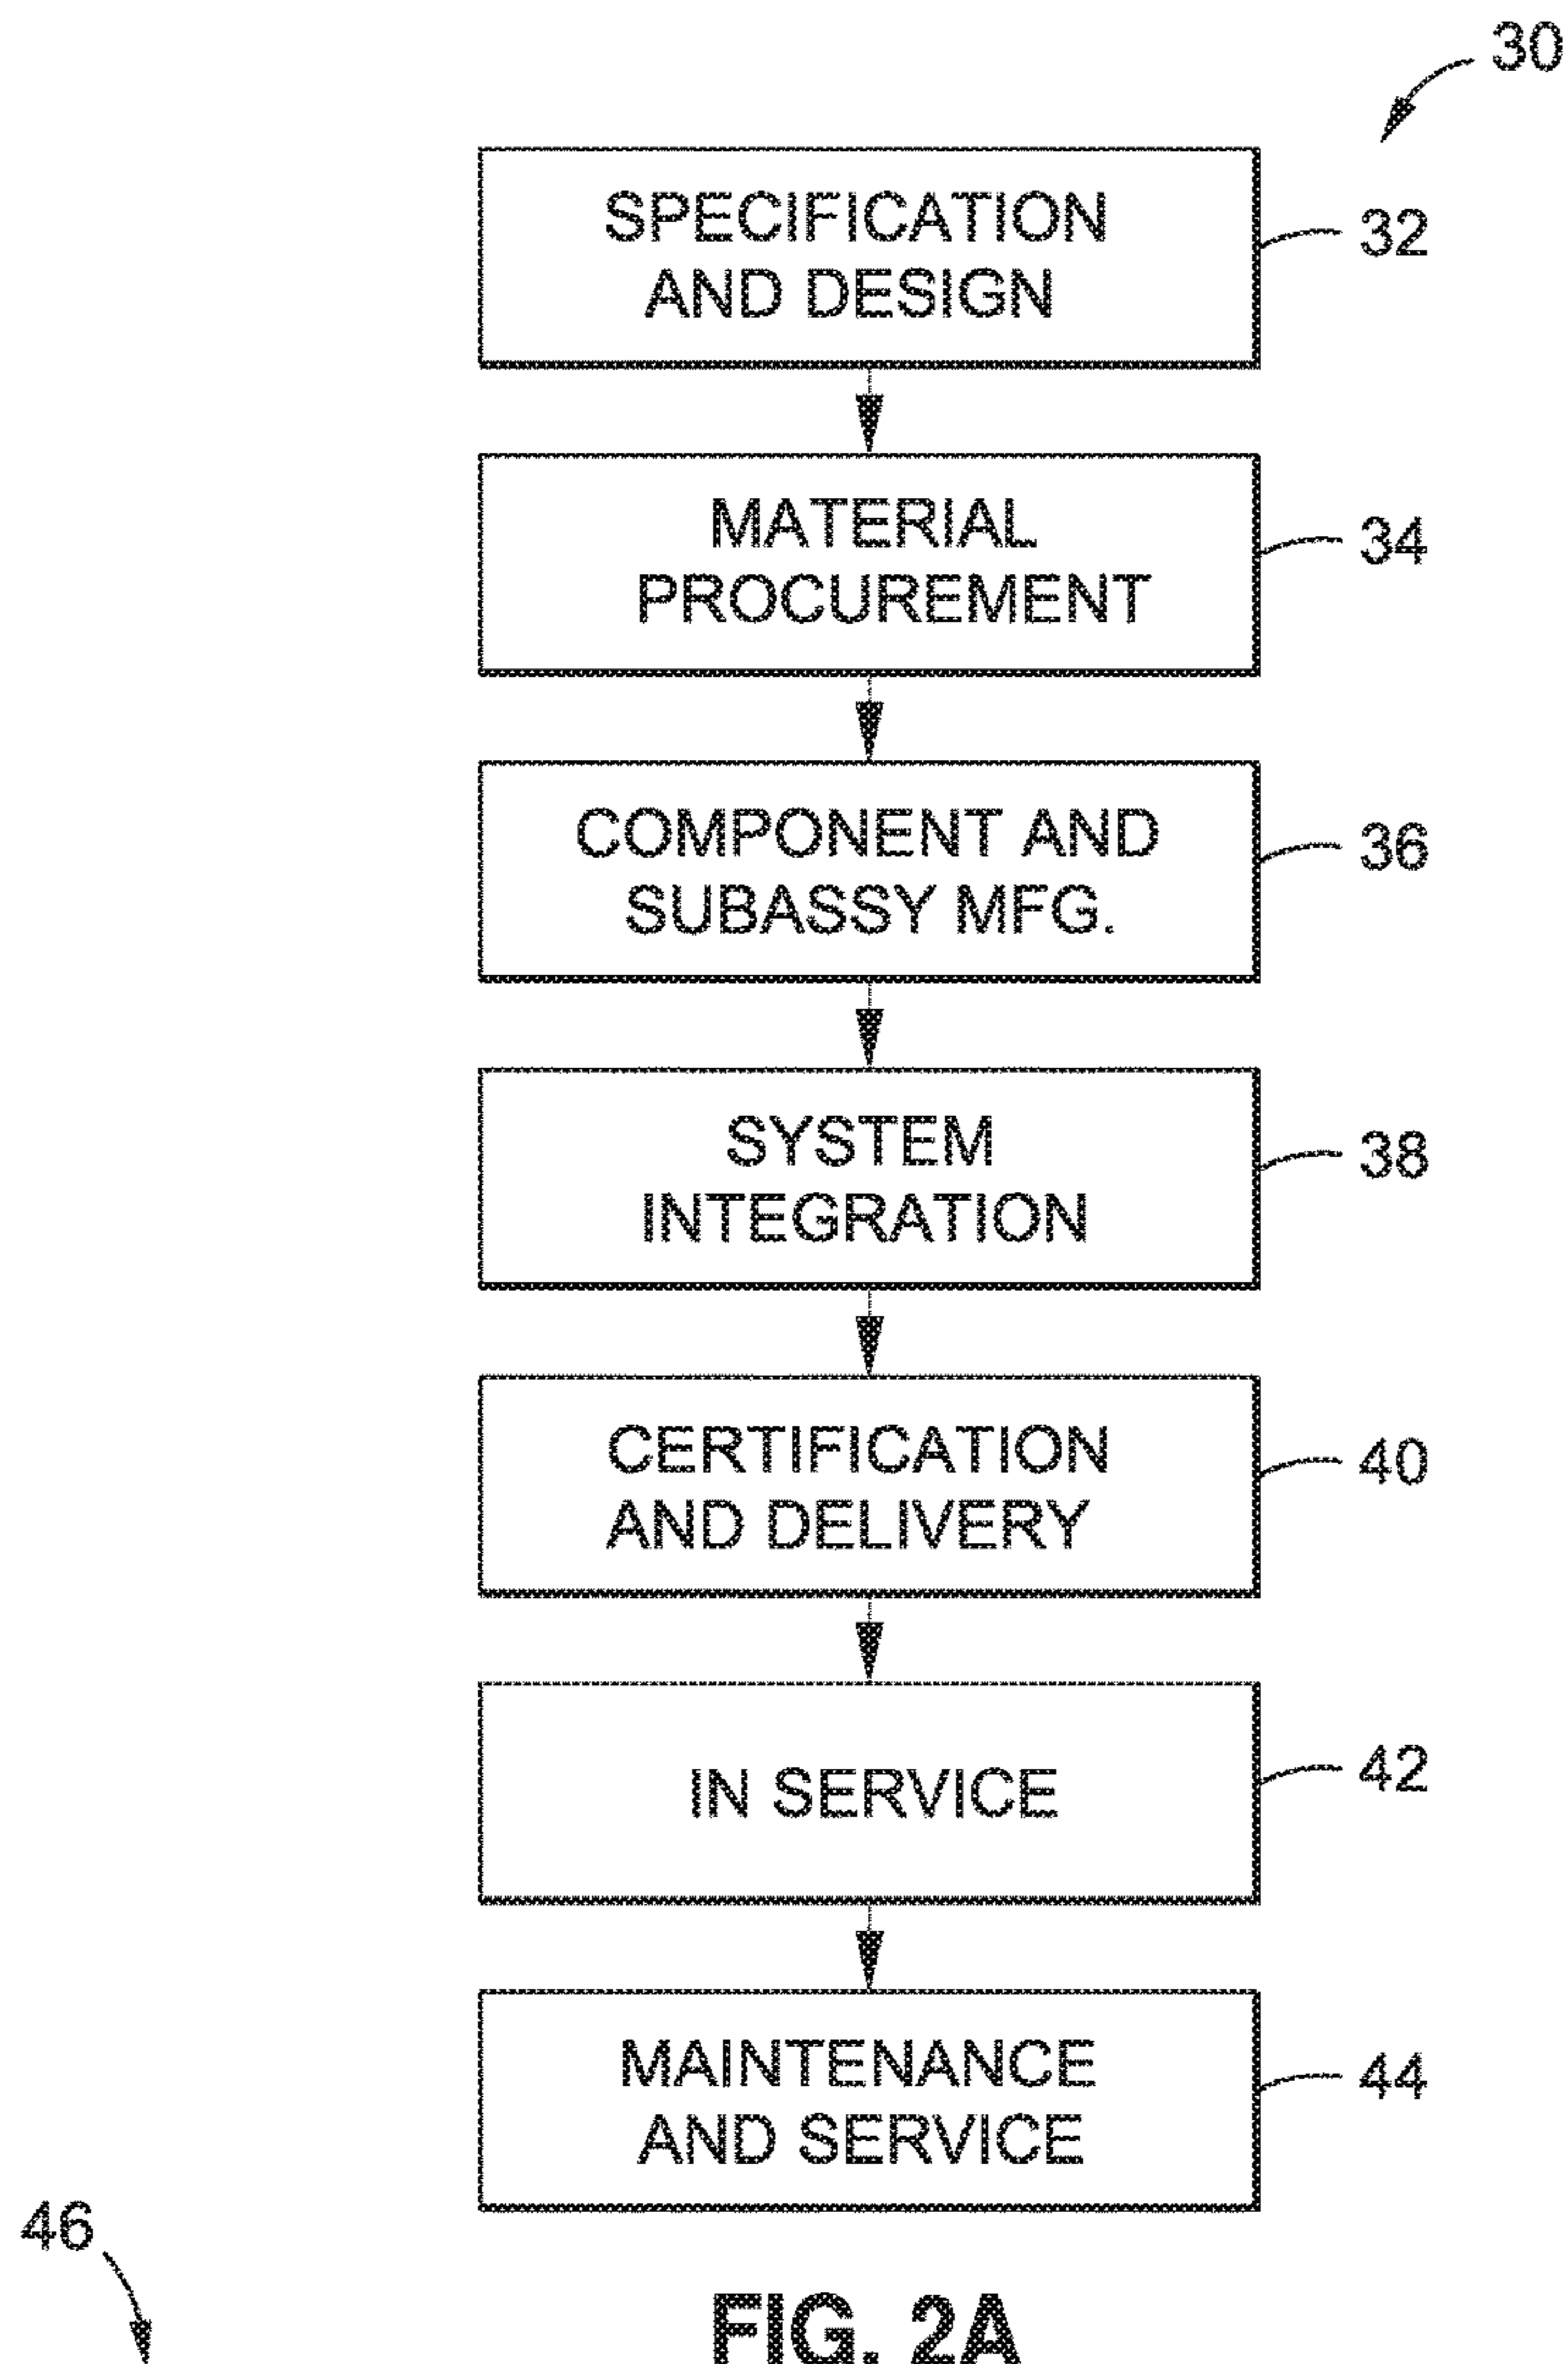 30
SPECIFICATION
AND DESIGN
32
MATERIAL
PROCUREMENT
34
COMPONENT AND
SUBASSY MFG.
36
SYSTEM
INTEGRATION
38
CERTIFICATION
AND DELIVERY
40
IN SERVICE
42
MAINTENANCE
AND SERVICE
44
46
FIG. 2A